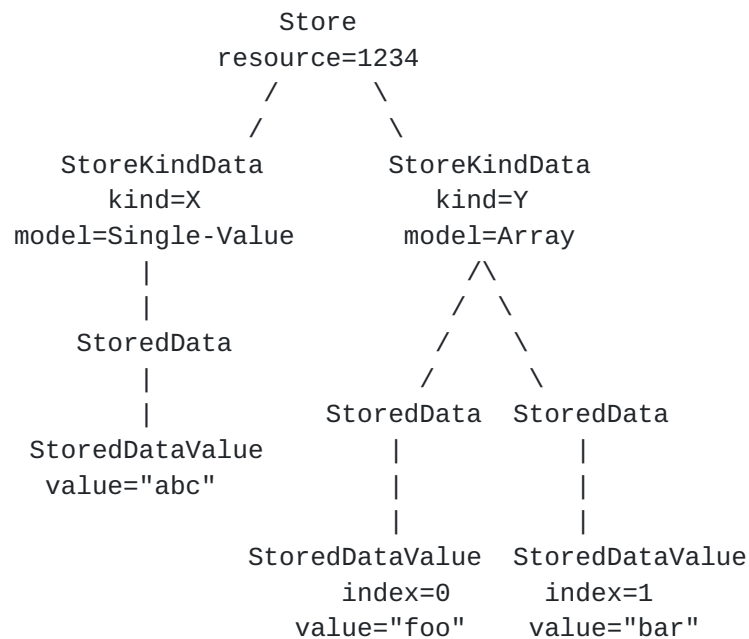 Store
resource=1234
/ \
/ \
StoreKindData StoreKindData
kind=X kind=Y
model=Single-Value model=Array
| /\
| / \
StoredData / \
| / \
| StoredData StoredData
StoredDataValue | |
value="abc" | |
| |
StoredDataValue StoredDataValue
index=0 index=1
value="foo" value="bar"